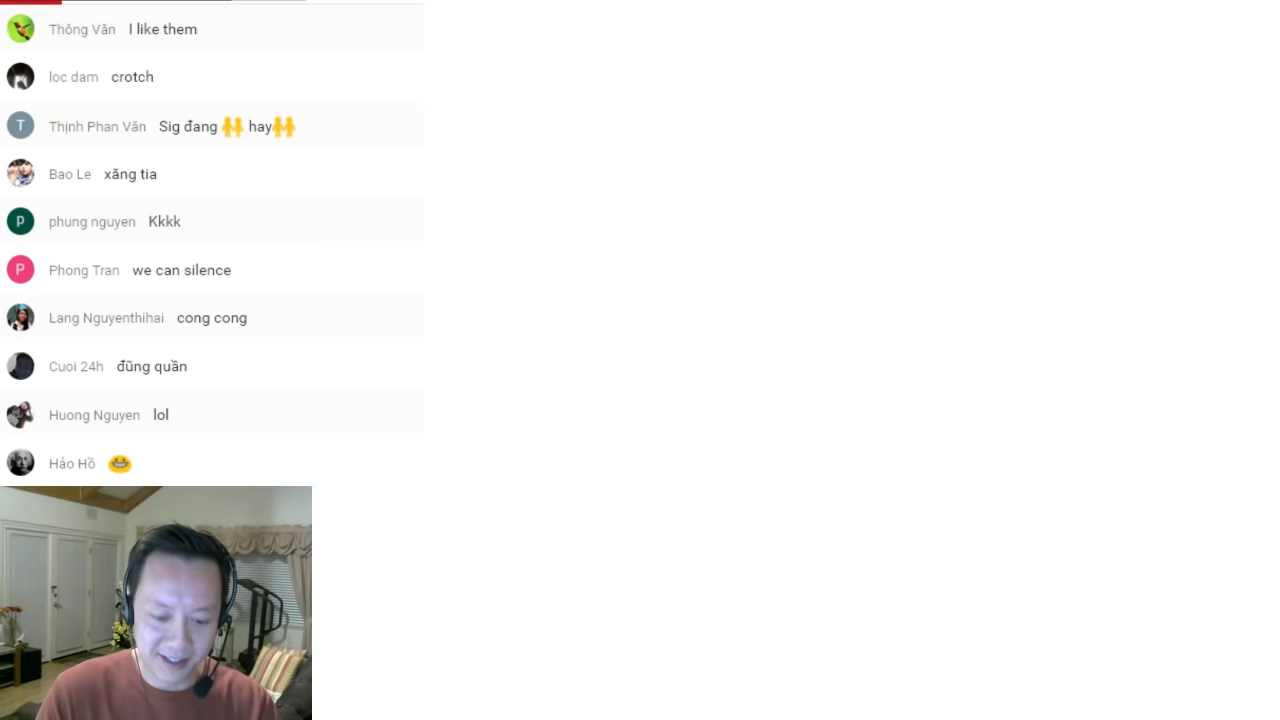 Thông Văn I like them
loc dam crotch
T Thịnh Phan Văn Sig đang hay
Bao Le xăng tia
p phung nguyen Kkkk
P Phong Tran we can silence
Lang Nguyenthihai cong cong
Cuoi 24h đũng quần
Huong Nguyen lol
Hảo Hồ